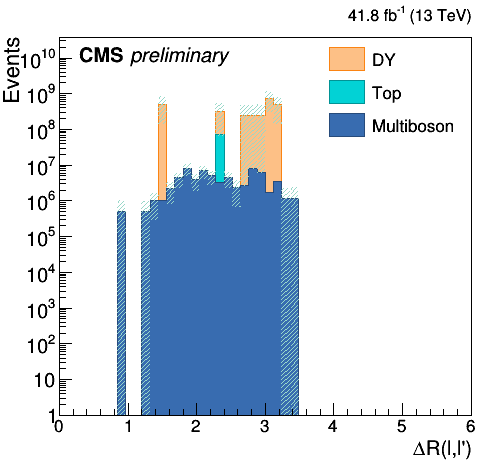 41.8 fb⁻¹ (13 TeV)
Events
CMS preliminary
DY
Top
Multiboson
10¹⁰
10⁹
10⁸
10⁷
10⁶
10⁵
10⁴
10³
10²
10
1
0 1 2 3 4 5 6
ΔR(l,l')